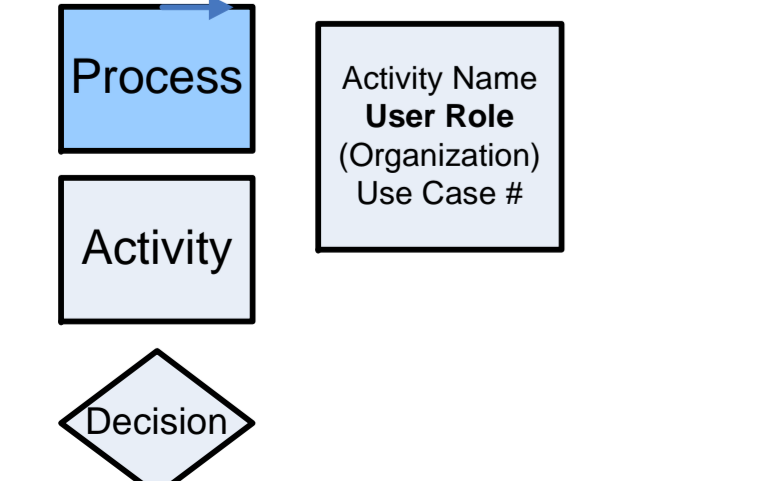 Process
Activity Name
User Role
(Organization)
Use Case #
Activity
Decision